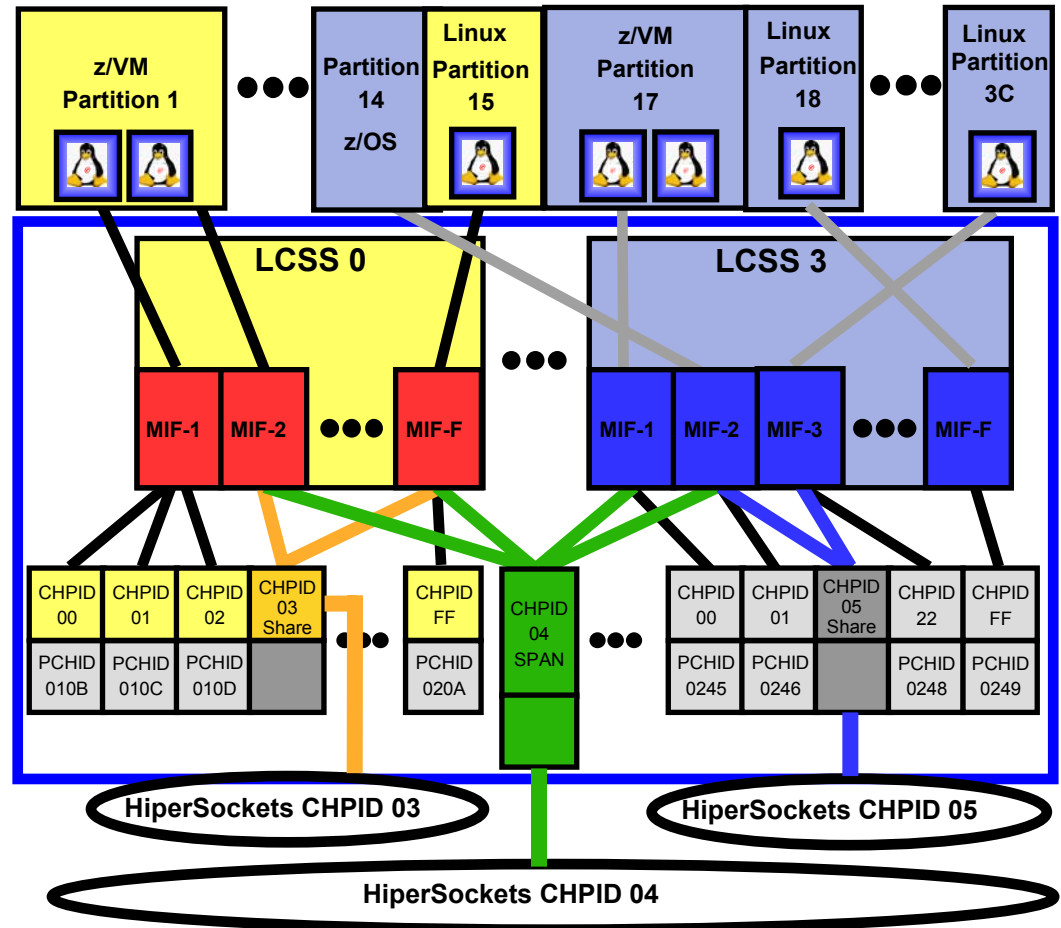 z/VM
Partition 1
Partition
14
z/OS
Linux
Partition
15
z/VM
Partition
17
Linux
Partition
18
Linux
Partition
3C
LCSS 0
LCSS 3
MIF-1
MIF-2
MIF-F
MIF-1
MIF-2
MIF-3
MIF-F
CHPID
00
CHPID
01
CHPID
02
CHPID
03
Share
CHPID
FF
CHPID
04
SPAN
CHPID
00
CHPID
01
CHPID
05
Share
CHPID
22
CHPID
FF
PCHID
010B
PCHID
010C
PCHID
010D
PCHID
020A
PCHID
0245
PCHID
0246
PCHID
0248
PCHID
0249
HiperSockets CHPID 03
HiperSockets CHPID 05
HiperSockets CHPID 04